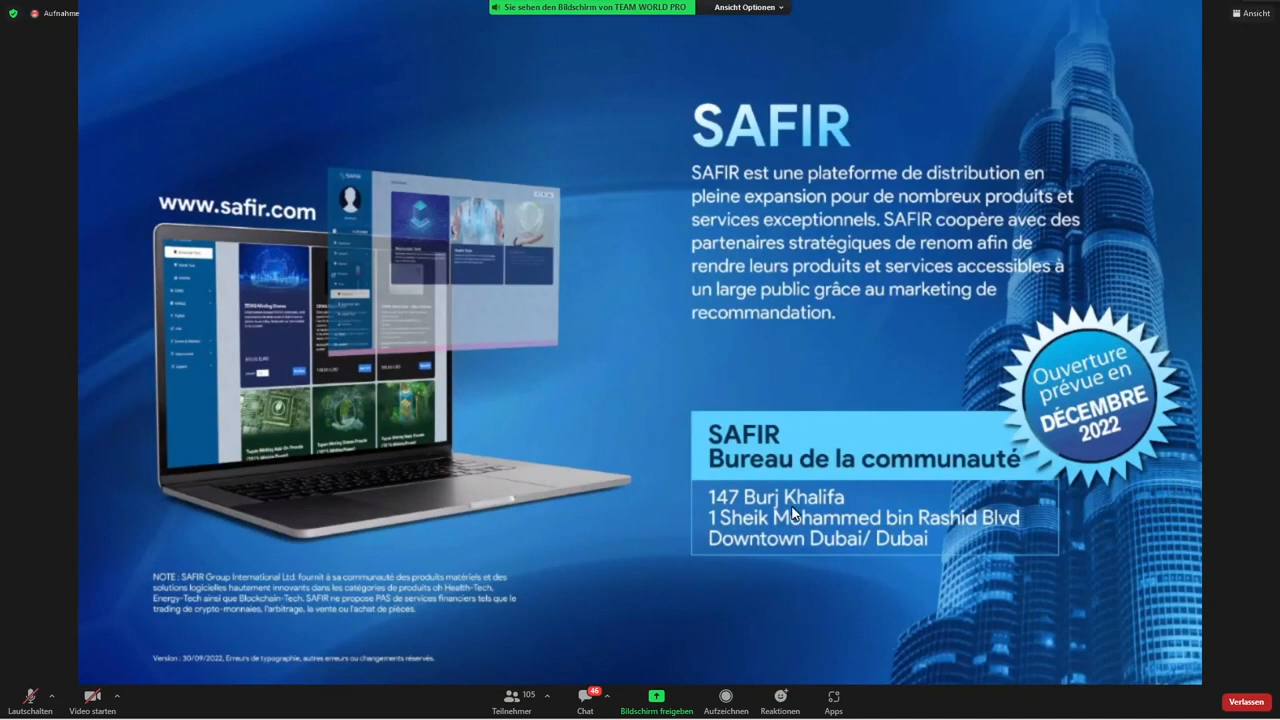 Aufnahme
Sie sehen den Bildschirm von TEAM WORLD PRO
Ansicht Optionen
Ansicht
SAFIR
SAFIR est une plateforme de distribution en
pleine expansion pour de nombreux produits et
services exceptionnels. SAFIR coopère avec des
partenaires stratégiques de renom afin de
rendre leurs produits et services accessibles à
un large public grâce au marketing de
recommandation.
www.safir.com
Ouverture
prévue en
DÉCEMBRE
2022
SAFIR
Bureau de la communauté
147 Burj Khalifa
1 Sheik Mohammed bin Rashid Blvd
Downtown Dubai/ Dubai
NOTE : SAFIR Group International Ltd. fournit à sa communauté des produits matériels et des
solutions logicielles hautement innovants dans les catégories de produits oh Health-Tech,
Energy-Tech ainsi que Blockchain-Tech. SAFIR ne propose PAS de services financiers tels que le
trading de crypto-monnaies, l'arbitrage, la vente ou l'achat de pièces.
Version : 30/09/2022, Erreurs de typographie, autres erreurs ou changements réservés.
Lautschalten
Video starten
105
Teilnehmer
46
Chat
Bildschirm freigeben
Aufzeichnen
Reaktionen
Apps
Verlassen